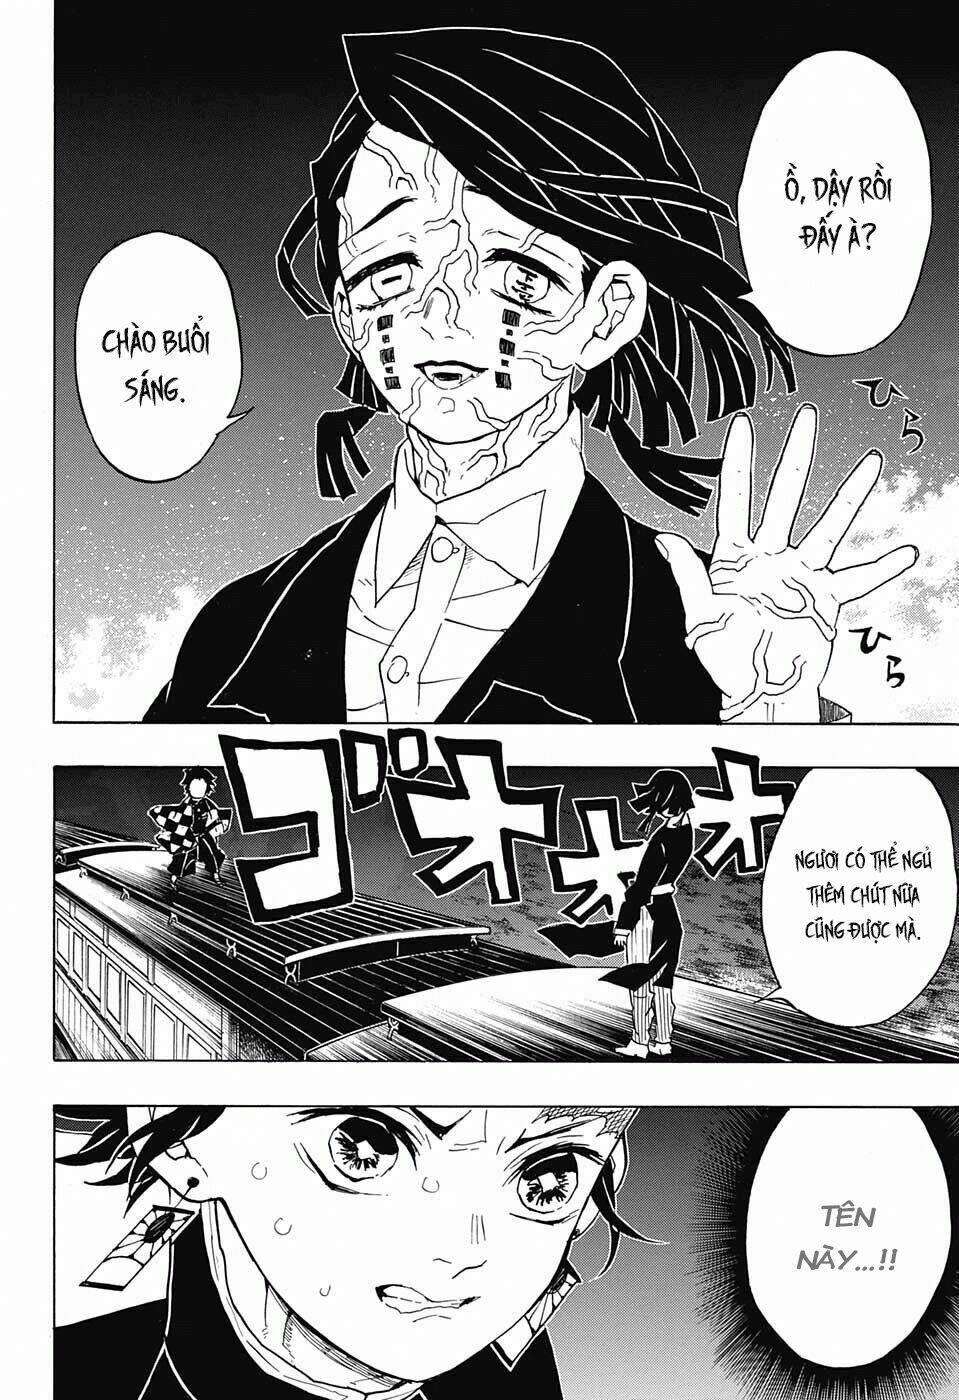 Ồ, DẬY RỒI
ĐẤY À?
CHÀO BUỔI
SÁNG.
ひら
ひら
ゴオオオ
NGƯƠI CÓ THỂ NGỦ
THÊM CHÚT NỮA
CŨNG ĐƯỢC MÀ.
TÊN
NÀY...!!